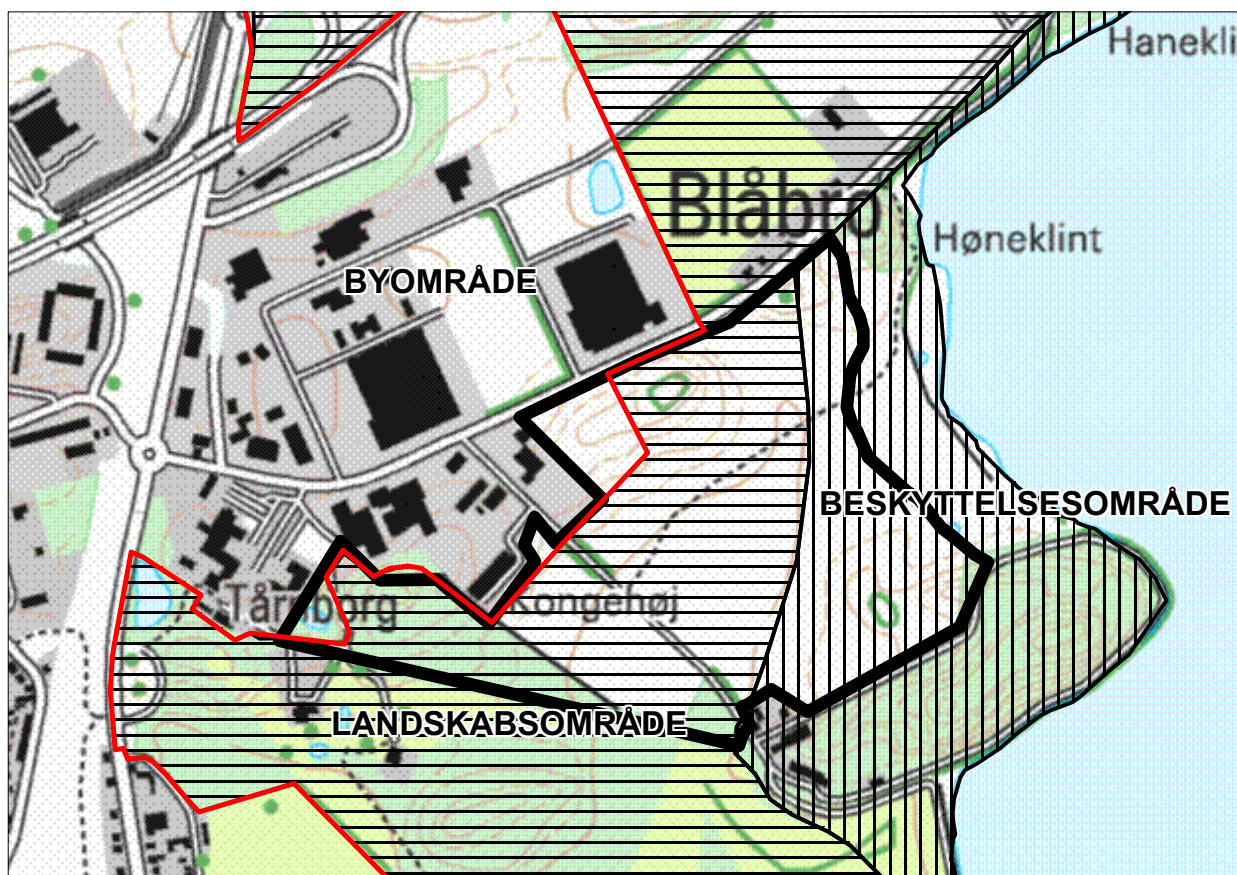 Hanekli
Blåbro
Høneklint
BYOMRÅDE
BESKYTTELSESOMRÅDE
Tårnborg
Kongehøj
LANDSKABSOMRÅDE